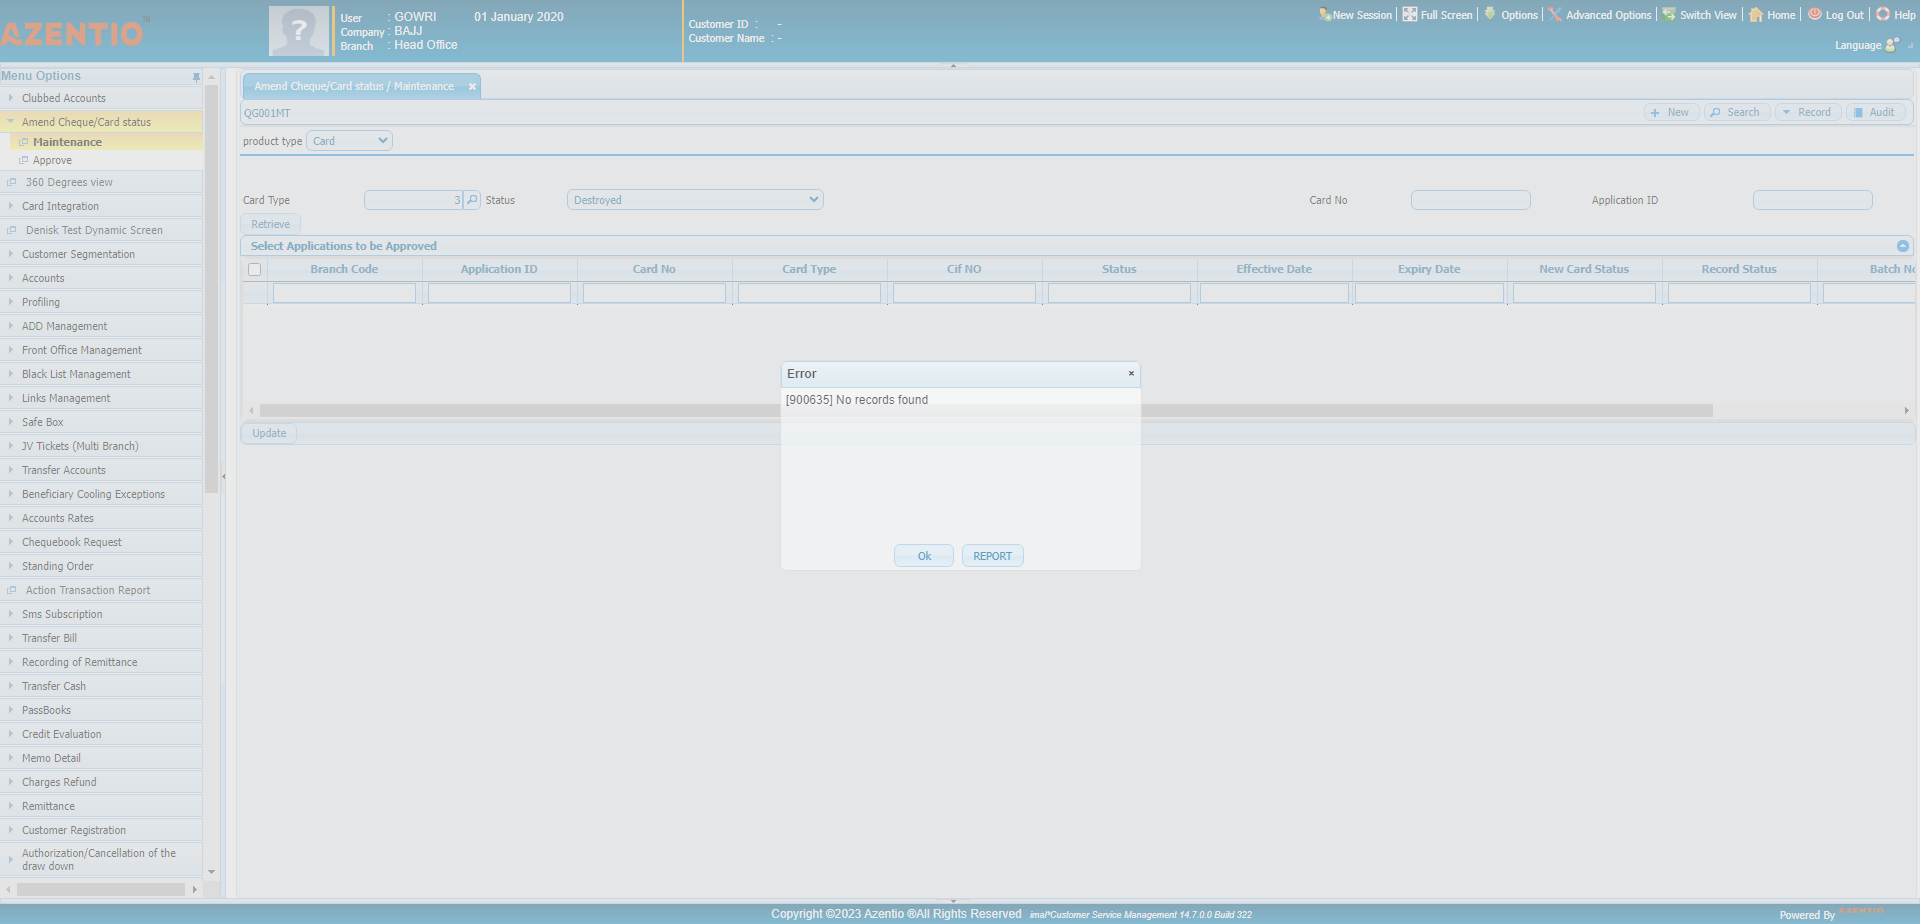 AZENTIO™
User : GOWRI 01 January 2020
Company : BAJJ
Branch : Head Office
Customer ID : -
Customer Name : -
New Session Full Screen Options Advanced Options Switch View Home Log Out Help
Language
Menu Options
Clubbed Accounts
Amend Cheque/Card status
Maintenance
Approve
360 Degrees view
Card Integration
Denisk Test Dynamic Screen
Customer Segmentation
Accounts
Profiling
ADD Management
Front Office Management
Black List Management
Links Management
Safe Box
JV Tickets (Multi Branch)
Transfer Accounts
Beneficiary Cooling Exceptions
Accounts Rates
Chequebook Request
Standing Order
Action Transaction Report
Sms Subscription
Transfer Bill
Recording of Remittance
Transfer Cash
PassBooks
Credit Evaluation
Memo Detail
Charges Refund
Remittance
Customer Registration
Authorization/Cancellation of the
draw down
Amend Cheque/Card status / Maintenance
QG001MT
New Search Record Audit
product type Card
Card Type 3 Status Destroyed Card No Application ID
Retrieve
Select Applications to be Approved
Branch Code Application ID Card No Card Type Cif NO Status Effective Date Expiry Date New Card Status Record Status Batch No
Update
Error
[900635] No records found
Ok REPORT
Copyright ©2023 Azentio ®All Rights Reserved imal*Customer Service Management 14.7.0.0 Build 322
Powered By AZENTIO